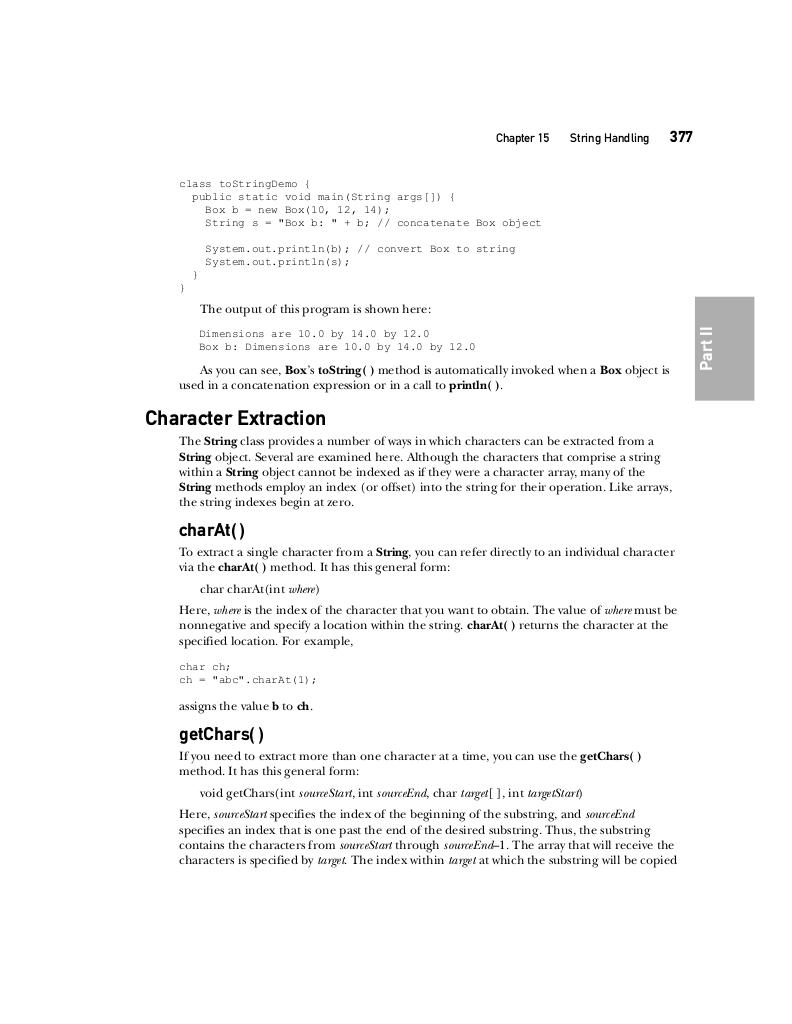 Chapter 15 String Handling 377
class toStringDemo {
public static void main(String args[]) {
Box b = new Box(10, 12, 14);
String s = "Box b: " + b; // concatenate Box object
System.out.println(b); // convert Box to string
System.out.println(s);
}
}
The output of this program is shown here:
Dimensions are 10.0 by 14.0 by 12.0
Box b: Dimensions are 10.0 by 14.0 by 12.0
As you can see, Box's toString( ) method is automatically invoked when a Box object is
used in a concatenation expression or in a call to println( ).
Part II
Character Extraction
The String class provides a number of ways in which characters can be extracted from a
String object. Several are examined here. Although the characters that comprise a string
within a String object cannot be indexed as if they were a character array, many of the
String methods employ an index (or offset) into the string for their operation. Like arrays,
the string indexes begin at zero.
charAt( )
To extract a single character from a String, you can refer directly to an individual character
via the charAt( ) method. It has this general form:
char charAt(int where)
Here, where is the index of the character that you want to obtain. The value of where must be
nonnegative and specify a location within the string. charAt( ) returns the character at the
specified location. For example,
char ch;
ch = "abc".charAt(1);
assigns the value b to ch.
getChars( )
If you need to extract more than one character at a time, you can use the getChars( )
method. It has this general form:
void getChars(int sourceStart, int sourceEnd, char target[ ], int targetStart)
Here, sourceStart specifies the index of the beginning of the substring, and sourceEnd
specifies an index that is one past the end of the desired substring. Thus, the substring
contains the characters from sourceStart through sourceEnd–1. The array that will receive the
characters is specified by target. The index within target at which the substring will be copied